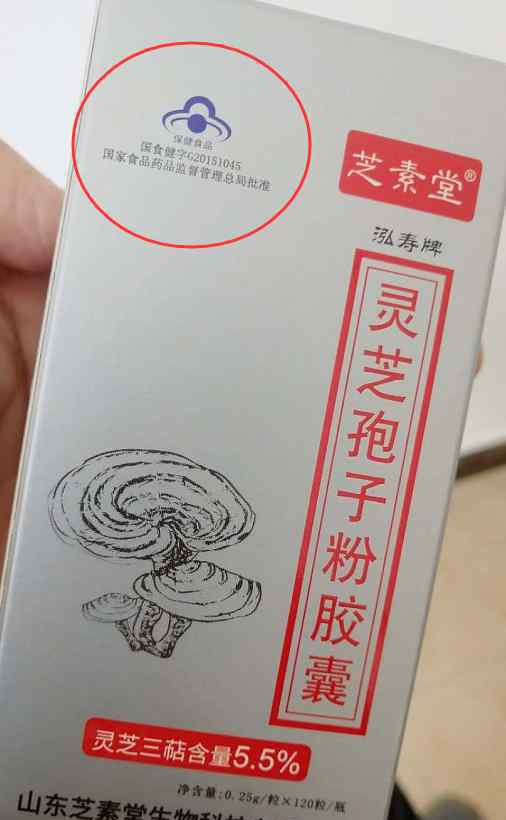 保健食品
国食健字G20151045
国家食品药品监督管理总局批准
芝素堂®
泓寿牌
灵芝孢子粉胶囊
灵芝三萜含量5.5%
净含量:0.25g/粒×120粒/瓶
山东芝素堂生物科技